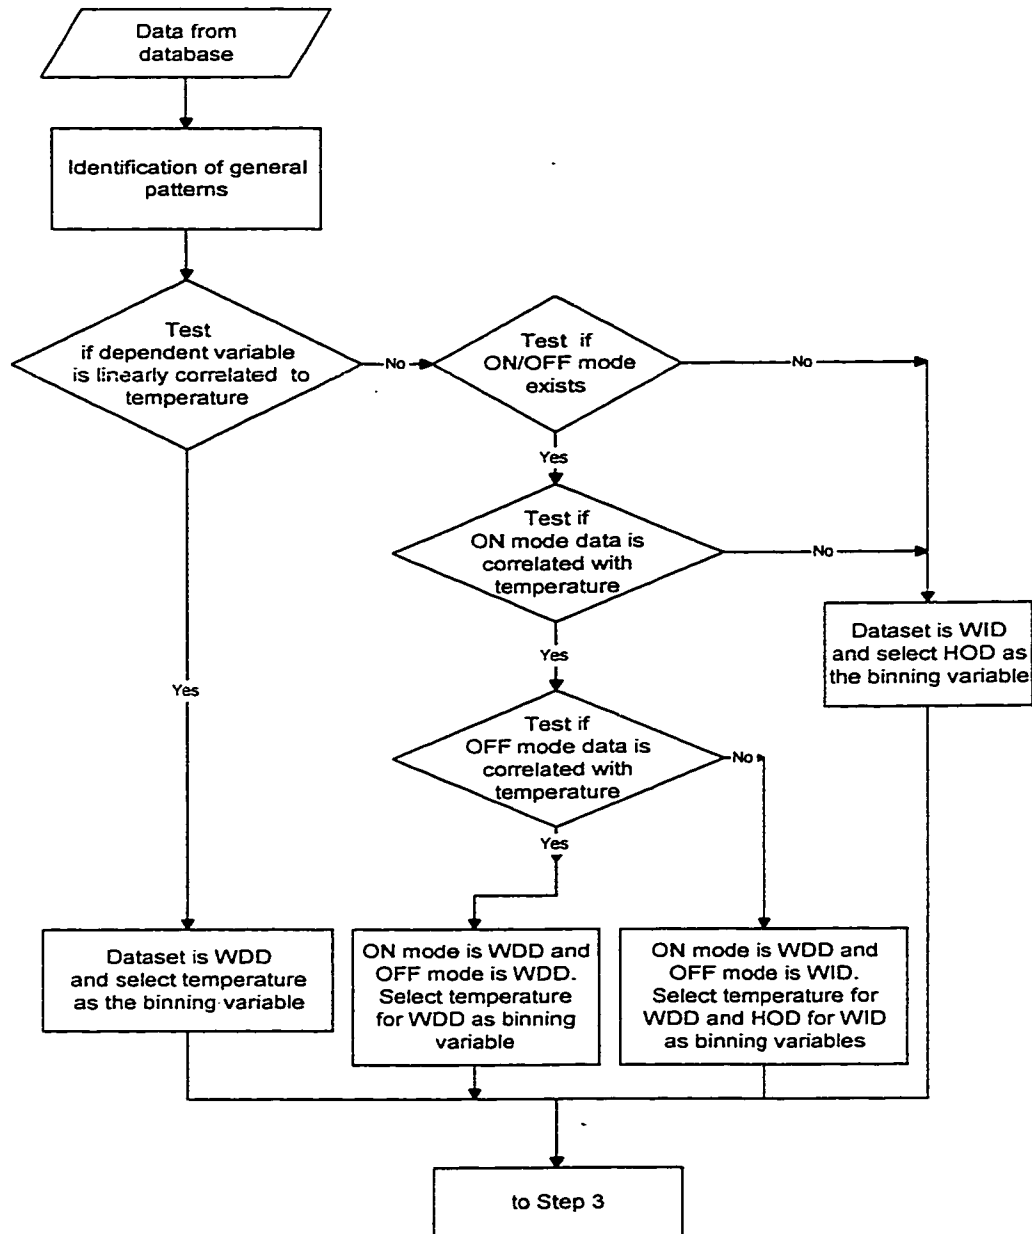 Data from
database
Identification of general
patterns
Test
if dependent variable
is linearly correlated to
temperature
No
Test if
ON/OFF mode
exists
No
Yes
Test if
ON mode data is
correlated with
temperature
No
Dataset is WID
and select HOD as
the binning variable
Yes
Yes
Test if
OFF mode data is
correlated with
temperature
No
Yes
Dataset is WDD
and select temperature
as the binning variable
ON mode is WDD and
OFF mode is WDD.
Select temperature
for WDD as binning
variable
ON mode is WDD and
OFF mode is WID.
Select temperature for
WDD and HOD for WID
as binning variables
to Step 3